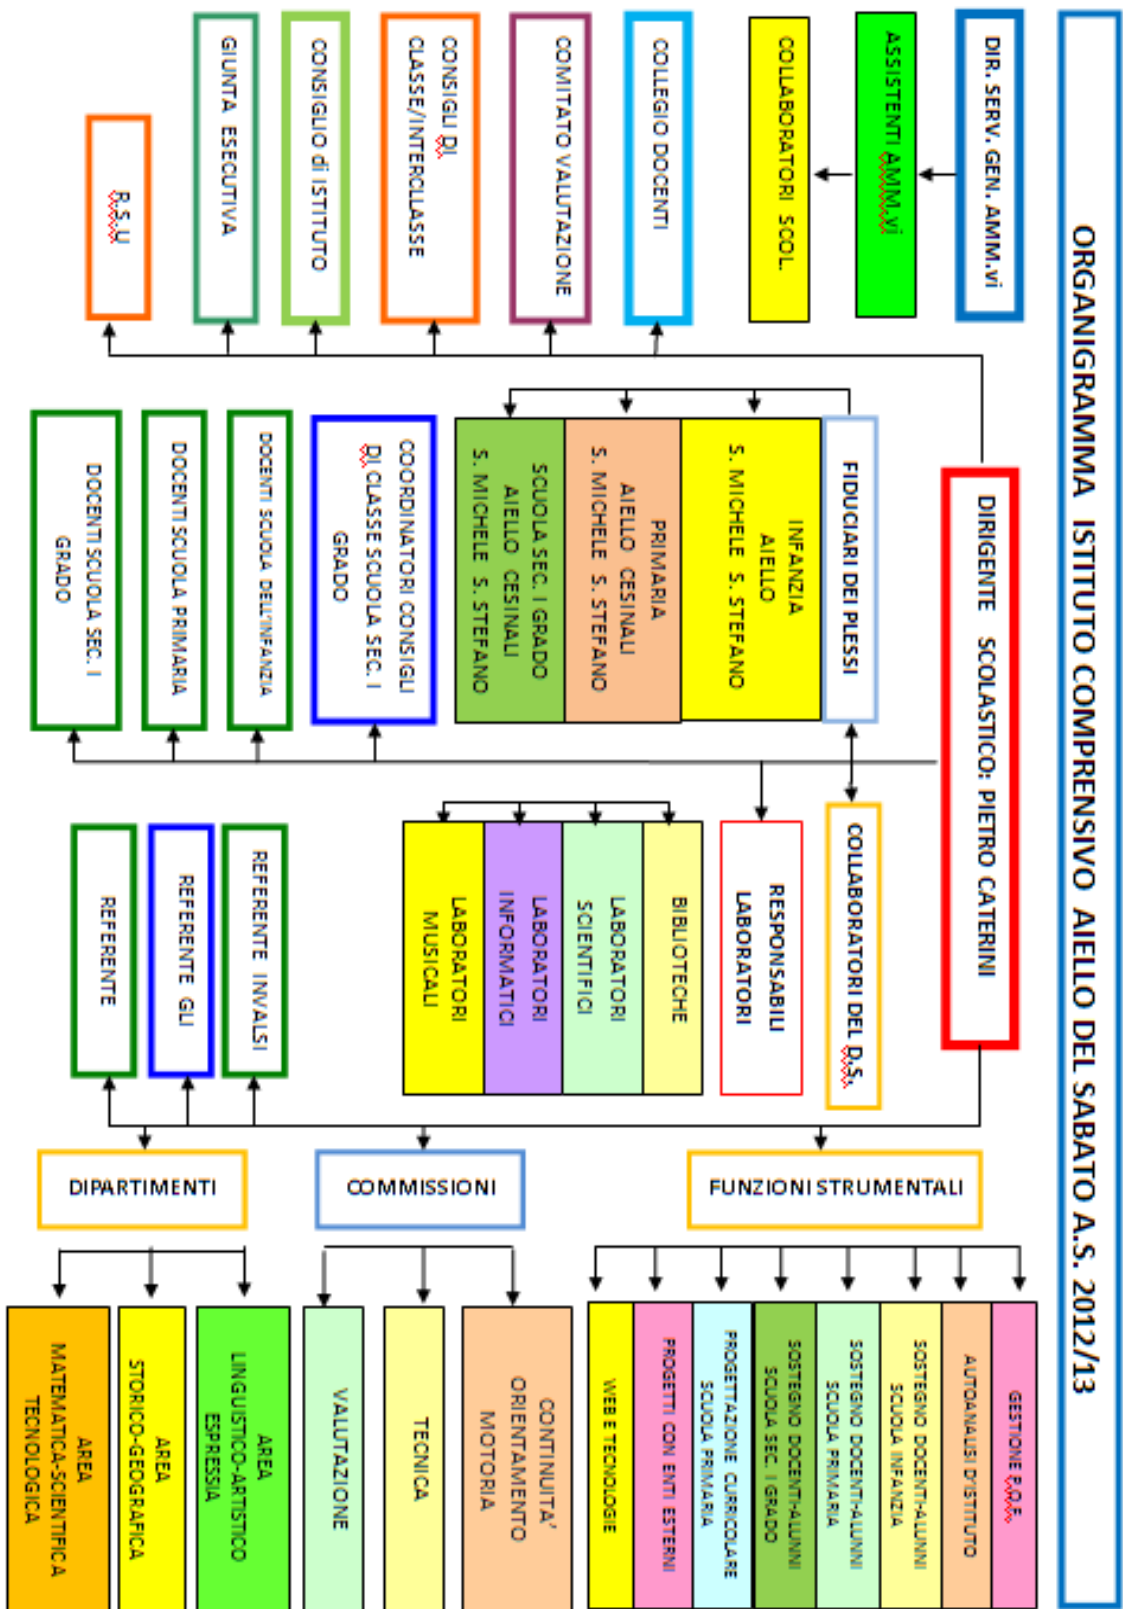 ORGANIGRAMMA ISTITUTO COMPRENSIVO AIELLO DEL SABATO A.S. 2012/13
DIR. SERV. GEN. AMM.vi
ASSISTENTI AMM.vi
COLLABORATORI SCOL.
COLLEGIO DOCENTI
COMITATO VALUTAZIONE
CONSIGLI DI
CLASSE/INTERCLLASSE
CONSIGLIO di ISTITUTO
GIUNTA ESECUTIVA
R.S.U
DIRIGENTE SCOLASTICO: PIETRO CATERINI
FIDUCIARI DEI PLESSI
INFANZIA
AIELLO
S. MICHELE S. STEFANO
PRIMARIA
AIELLO CESINALI
S. MICHELE S. STEFANO
SCUOLA SEC. I GRADO
AIELLO CESINALI
S. MICHELE S. STEFANO
COORDINATORI CONSIGLI
DI CLASSE SCUOLA SEC. I
GRADO
DOCENTI SCUOLA DELL'INFANZIA
DOCENTI SCUOLA PRIMARIA
DOCENTI SCUOLA SEC. I
GRADO
COLLABORATORI DEL D.S.
RESPONSABILI
LABORATORI
BIBLIOTECHE
LABORATORI
SCIENTIFICI
LABORATORI
INFORMATICI
LABORATORI
MUSICALI
REFERENTE INVALSI
REFERENTE GLI
REFERENTE
FUNZIONI STRUMENTALI
COMMISSIONI
DIPARTIMENTI
GESTIONE P.O.F.
AUTOANALISI D'ISTITUTO
SOSTEGNO DOCENTI-ALUNNI
SCUOLA INFANZIA
SOSTEGNO DOCENTI-ALUNNI
SCUOLA PRIMARIA
SOSTEGNO DOCENTI-ALUNNI
SCUOLA SEC. I GRADO
PROGETTAZIONE CURRICOLARE
SCUOLA PRIMARIA
PROGETTI CON ENTI ESTERNI
WEB E TECNOLOGIE
CONTINUITA'
ORIENTAMENTO
MOTORIA
TECNICA
VALUTAZIONE
AREA
LINGUISTICO-ARTISTICO
ESPRESSIA
AREA
STORICO-GEOGRAFICA
AREA
MATEMATICA-SCIENTIFICA
TECNOLOGICA